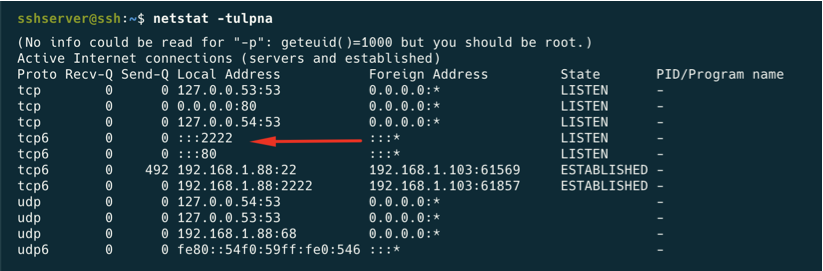 sshserver@ssh:~$ netstat -tulpna
(No info could be read for "-p": geteuid()=1000 but you should be root.)
Active Internet connections (servers and established)
Proto Recv-Q Send-Q Local Address           Foreign Address         State       PID/Program name
tcp        0      0 127.0.0.53:53           0.0.0.0:*               LISTEN      -
tcp        0      0 0.0.0.0:80              0.0.0.0:*               LISTEN      -
tcp        0      0 127.0.0.54:53           0.0.0.0:*               LISTEN      -
tcp6       0      0 :::2222                 :::*                    LISTEN      -
tcp6       0      0 :::80                   :::*                    LISTEN      -
tcp6       0    492 192.168.1.88:22         192.168.1.103:61569     ESTABLISHED -
tcp6       0      0 192.168.1.88:2222       192.168.1.103:61857     ESTABLISHED -
udp        0      0 127.0.0.54:53           0.0.0.0:*                           -
udp        0      0 127.0.0.53:53           0.0.0.0:*                           -
udp        0      0 192.168.1.88:68         0.0.0.0:*                           -
udp6       0      0 fe80::54f0:59ff:fe0:546 :::*                                -